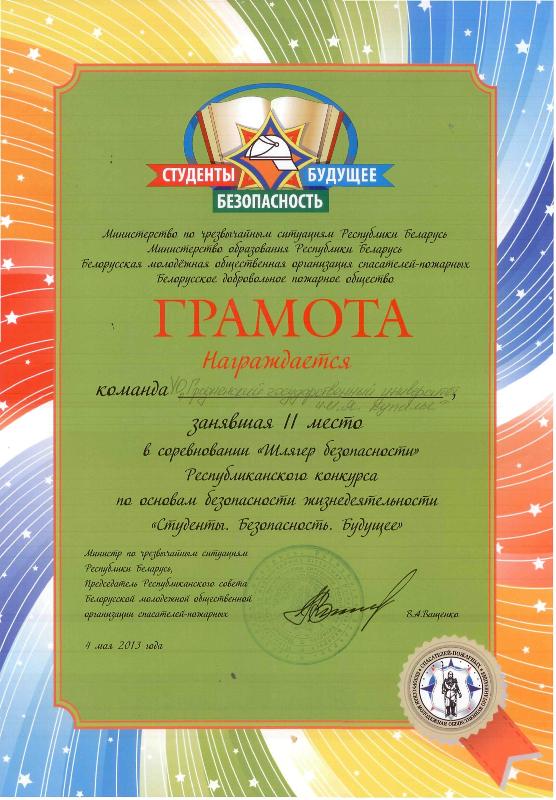 СТУДЕНТЫ
БУДУЩЕЕ
БЕЗОПАСНОСТЬ
Министерство по чрезвычайным ситуациям Республики Беларусь
Министерство образования Республики Беларусь
Белорусская молодёжная общественная организация спасателей-пожарных
Белорусское добровольное пожарное общество
ГРАМОТА
Награждается
команда УО „Гродненский государственный университет,
им. Я. Купалы"
занявшая II место
в соревновании «Шлягер безопасности»
Республиканского конкурса
по основам безопасности жизнедеятельности
«Студенты. Безопасность. Будущее»
Министр по чрезвычайным ситуациям
Республики Беларусь,
Председатель Республиканского совета
Белорусской молодежной общественной
организации спасателей-пожарных
В.А.Ващенко
4 мая 2013 года
СПАСАТЕЛЕЙ-ПОЖАРНЫХ